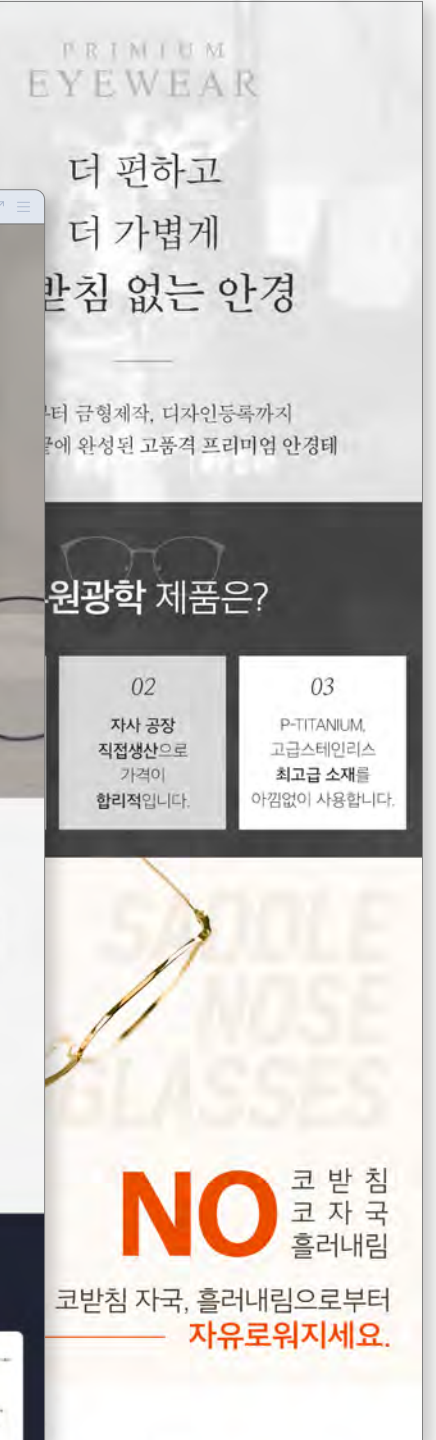 PRIMIUM
EYEWEAR
더 편하고
더 가볍게
받침 없는 안경
터 금형제작, 디자인등록까지
끝에 완성된 고품격 프리미엄 안경테
원광학 제품은?
02
자사 공장
직접생산으로
가격이
합리적입니다.
03
P-TITANIUM,
고급스테인리스
최고급 소재를
아낌없이 사용합니다.
SADDLE
NOSE
GLASSES
NO
코 받 침
코 자 국
흘러내림
코받침 자국, 흘러내림으로부터
자유로워지세요.